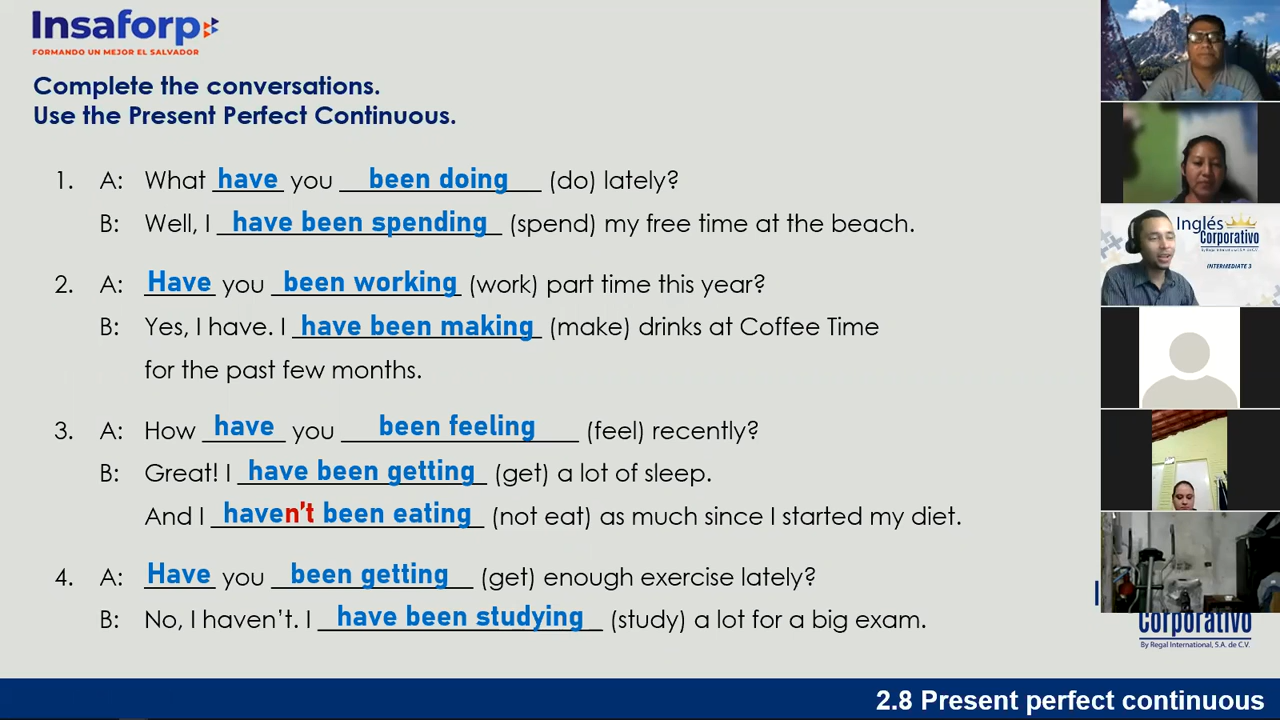 Insaforp
FORMANDO UN MEJOR EL SALVADOR
Complete the conversations.
Use the Present Perfect Continuous.
1. A: What have you been doing (do) lately?
B: Well, I have been spending (spend) my free time at the beach.
2. A: Have you been working (work) part time this year?
B: Yes, I have. I have been making (make) drinks at Coffee Time
for the past few months.
3. A: How have you been feeling (feel) recently?
B: Great! I have been getting (get) a lot of sleep.
And I haven't been eating (not eat) as much since I started my diet.
4. A: Have you been getting (get) enough exercise lately?
B: No, I haven't. I have been studying (study) a lot for a big exam.
Inglés
Corporativo
By Regal International, S.A. de C.V.
INTERMEDIATE 3
Corporativo
By Regal International, S.A. de C.V.
2.8 Present perfect continuous